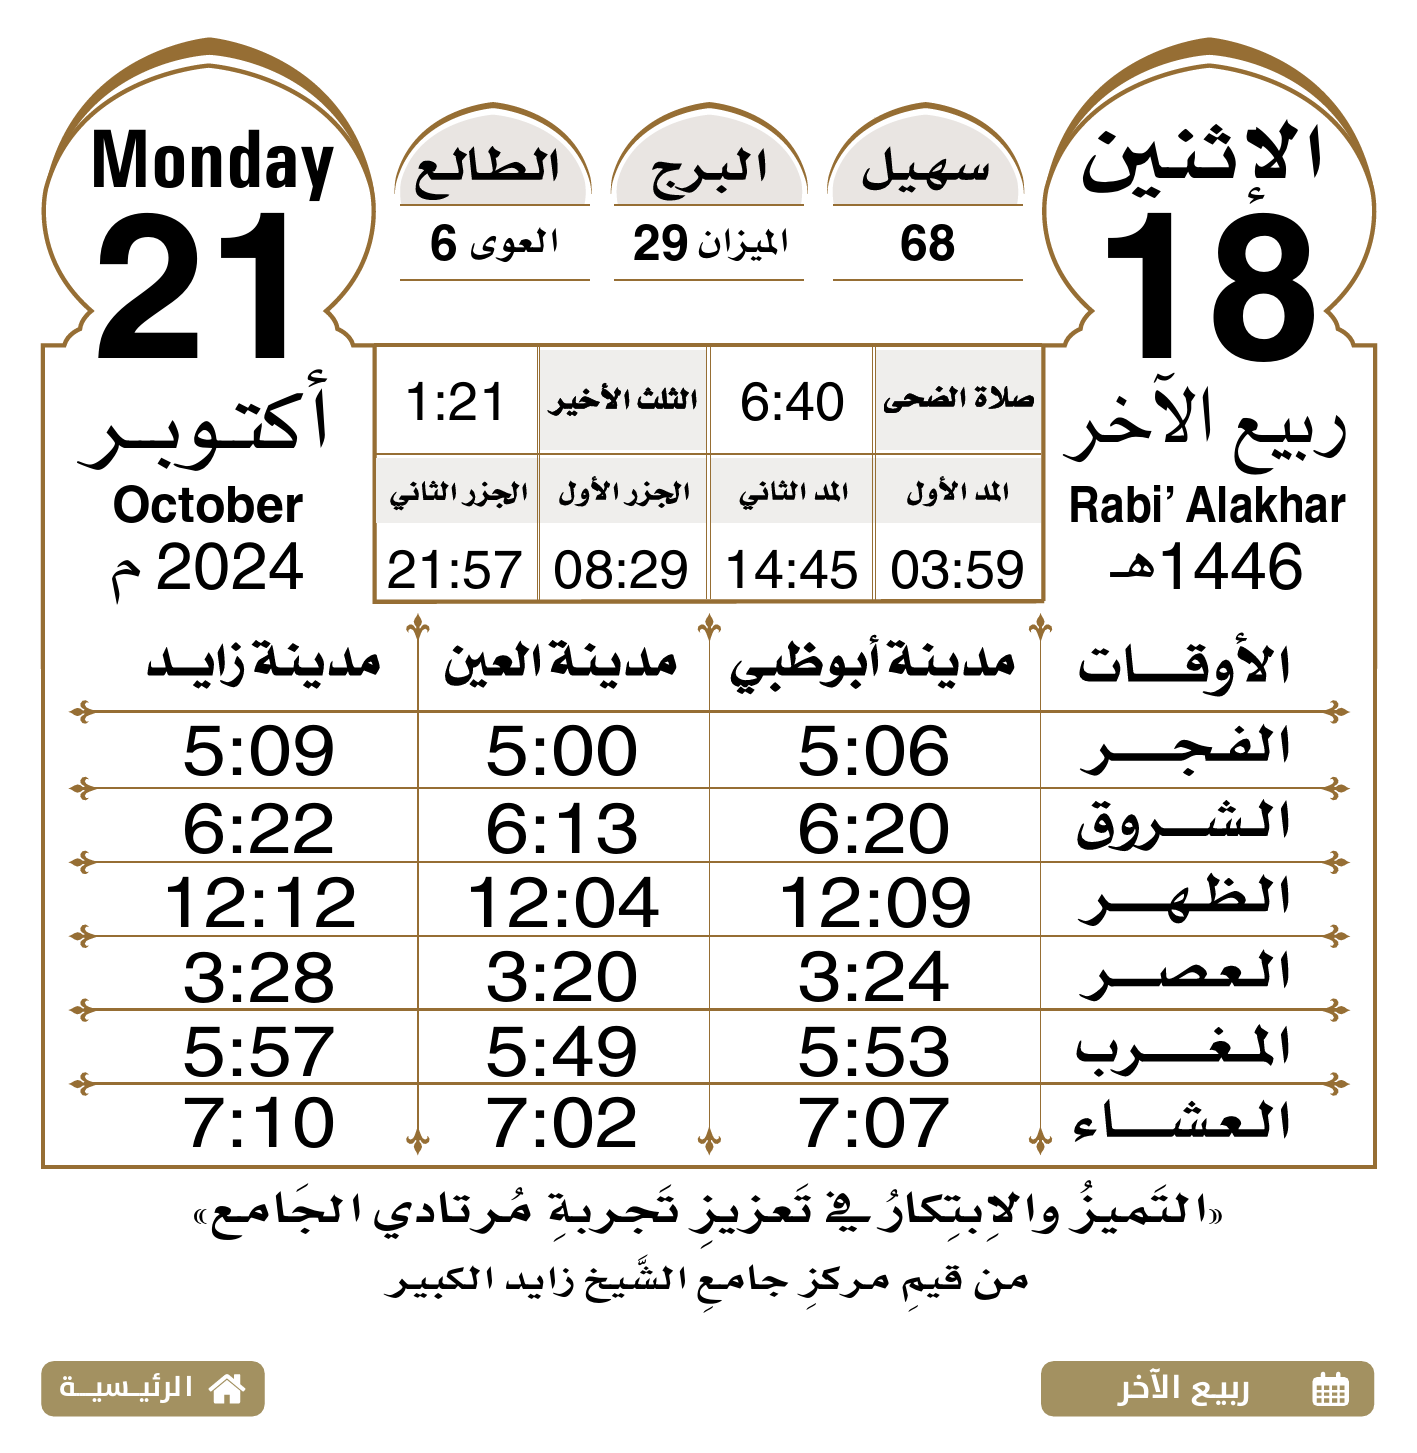 الإثنين
18
ربيع الآخر
Rabi’ Alakhar
1446هـ
سهيل
68
البرج
الميزان 29
الطالع
العوى 6
Monday
21
أكتوبر
October
2024 م
صلاة الضحى 6:40 الثلث الأخير 1:21
المد الأول المد الثاني الجزر الأول الجزر الثاني
03:59 14:45 08:29 21:57
الأوقات مدينة أبوظبي مدينة العين مدينة زايد
الفجر 5:06 5:00 5:09
الشروق 6:20 6:13 6:22
الظهر 12:09 12:04 12:12
العصر 3:24 3:20 3:28
المغرب 5:53 5:49 5:57
العشاء 7:07 7:02 7:10
«التَميزُ والاِبتِكارُ في تَعزيزِ تَجربةِ مُرتادي الجَامع»
من قيمِ مركزِ جامعِ الشَّيخ زايد الكبير
ربيع الآخر
الرئيسية